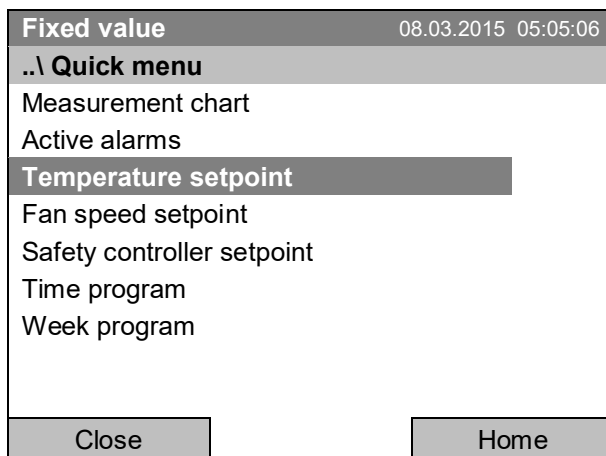 Fixed value 08.03.2015 05:05:06
..\ Quick menu
Measurement chart
Active alarms
Temperature setpoint
Fan speed setpoint
Safety controller setpoint
Time program
Week program
Close Home